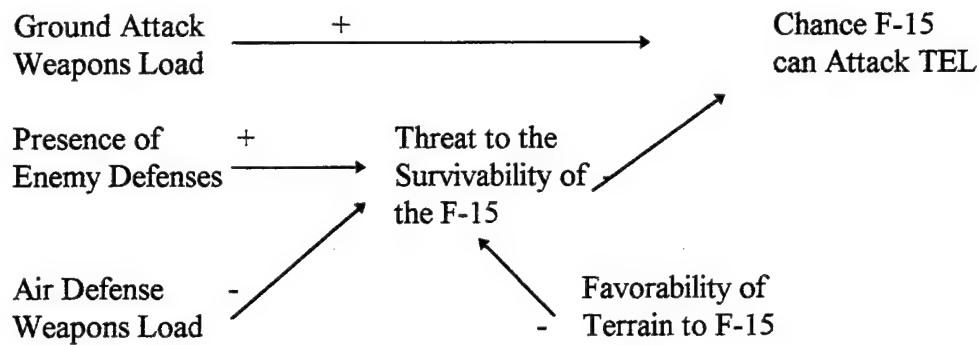 Ground Attack
Weapons Load
+
Chance F-15
can Attack TEL
Presence of
Enemy Defenses
+
Threat to the
Survivability of
the F-15
-
Air Defense
Weapons Load
-
Favorability of
Terrain to F-15
-